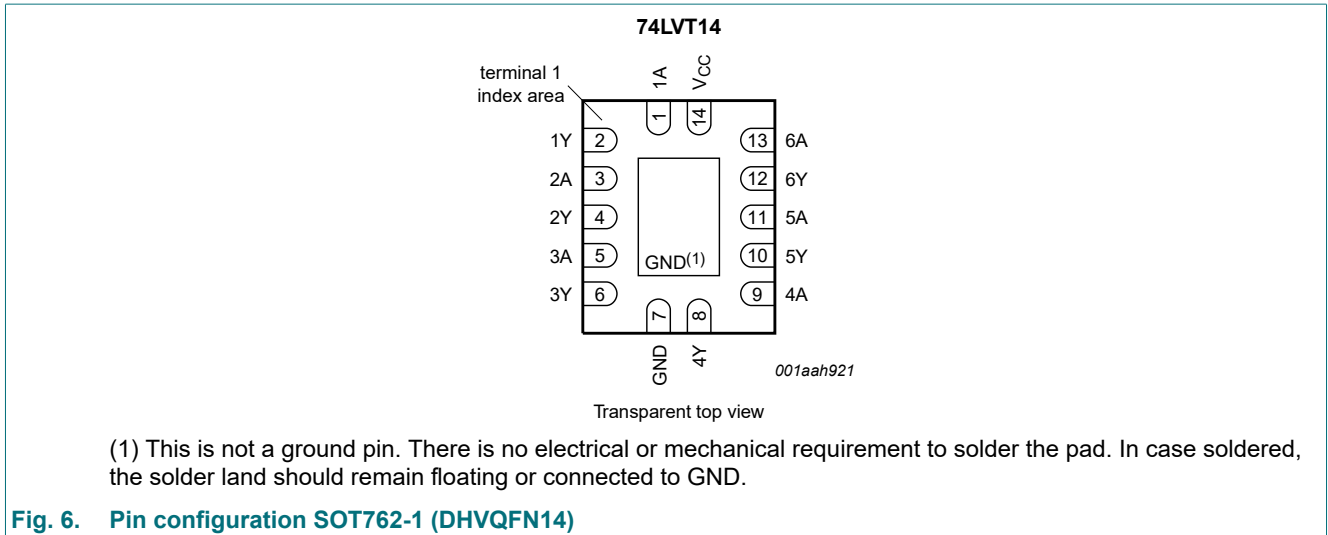 74LVT14
terminal 1
index area
1A
VCC
1
14
1Y
2
13
6A
2A
3
12
6Y
2Y
4
11
5A
3A
5
10
5Y
GND(1)
3Y
6
9
4A
7
8
GND
4Y
001aah921
Transparent top view
(1) This is not a ground pin. There is no electrical or mechanical requirement to solder the pad. In case soldered,
the solder land should remain floating or connected to GND.
Fig. 6. Pin configuration SOT762-1 (DHVQFN14)